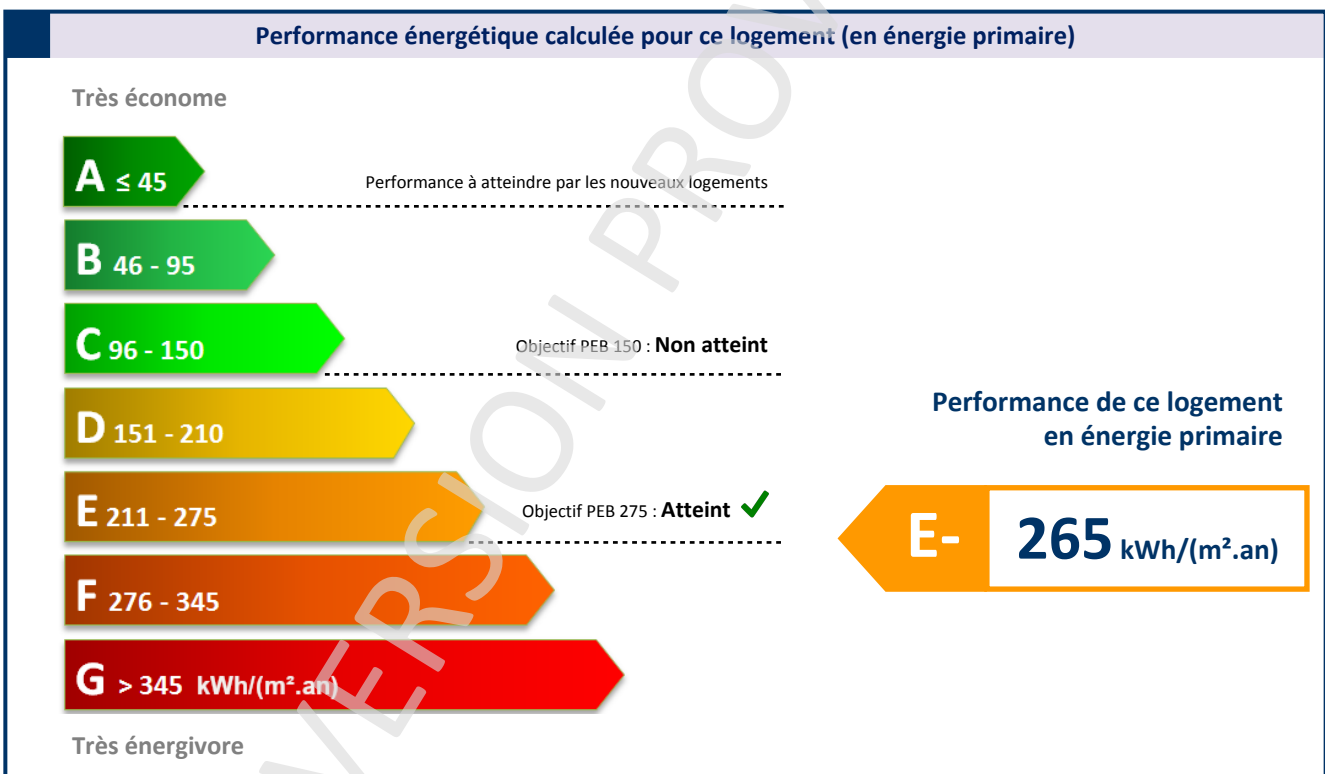 Performance énergétique calculée pour ce logement (en énergie primaire)
Très économe
A ≤ 45
Performance à atteindre par les nouveaux logements
B 46 - 95
C 96 - 150
Objectif PEB 150 : Non atteint
D 151 - 210
Performance de ce logement
en énergie primaire
E 211 - 275
Objectif PEB 275 : Atteint ✓
E-
265 kWh/(m².an)
F 276 - 345
G > 345 kWh/(m².an)
Très énergivore
VERSION PROV